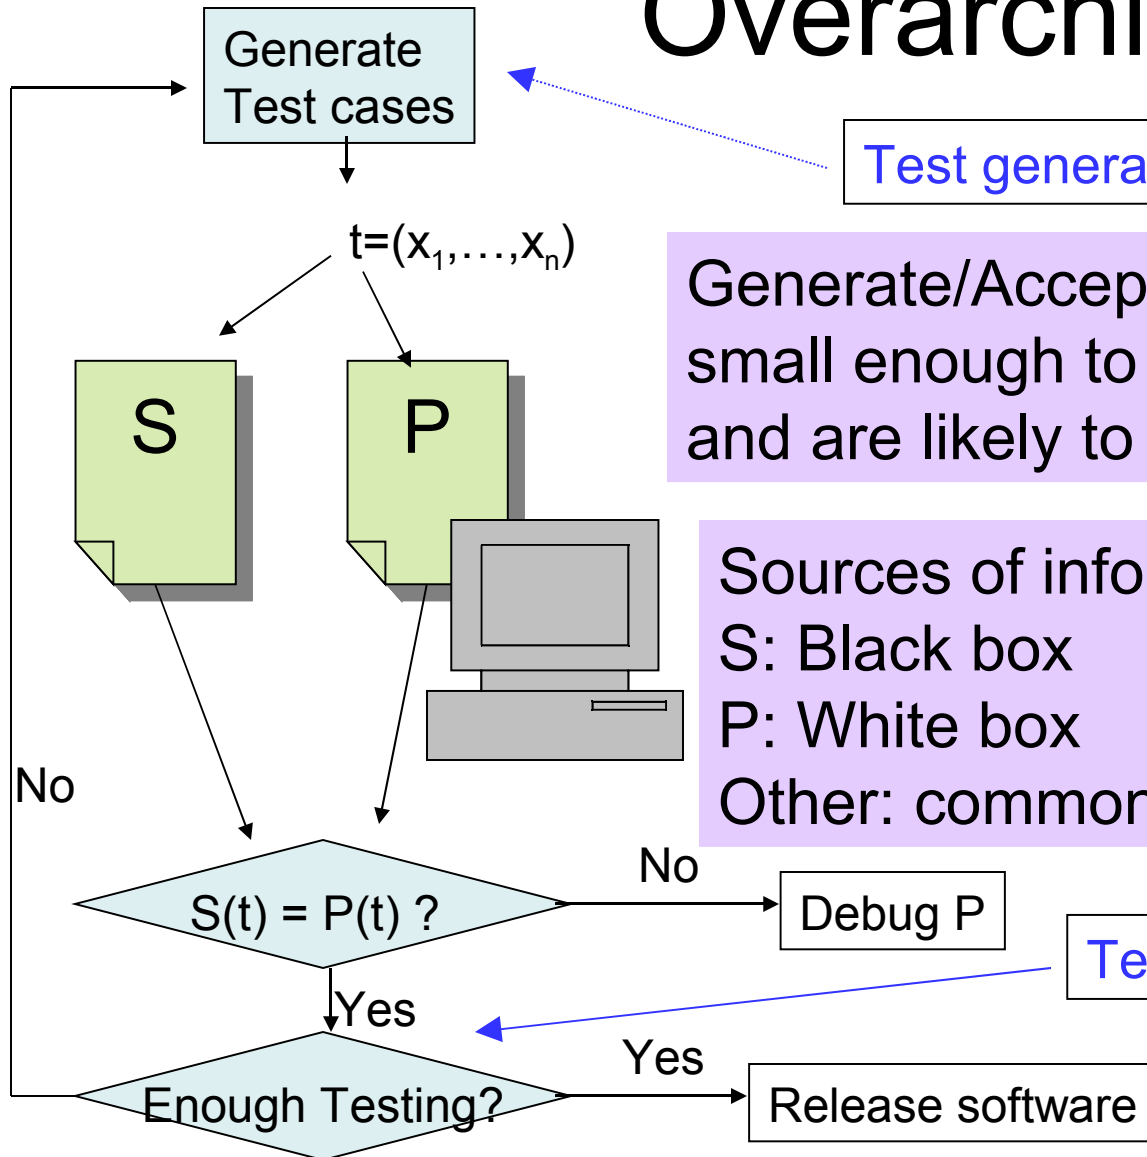 Overarchi
Generate
Test cases
Test genera
t=(x₁,…,xₙ)
Generate/Accep
small enough to
and are likely to
S
P
Sources of info
S: Black box
P: White box
Other: common
No
S(t) = P(t) ?
No
Debug P
Te
Yes
Enough Testing?
Yes
Release software